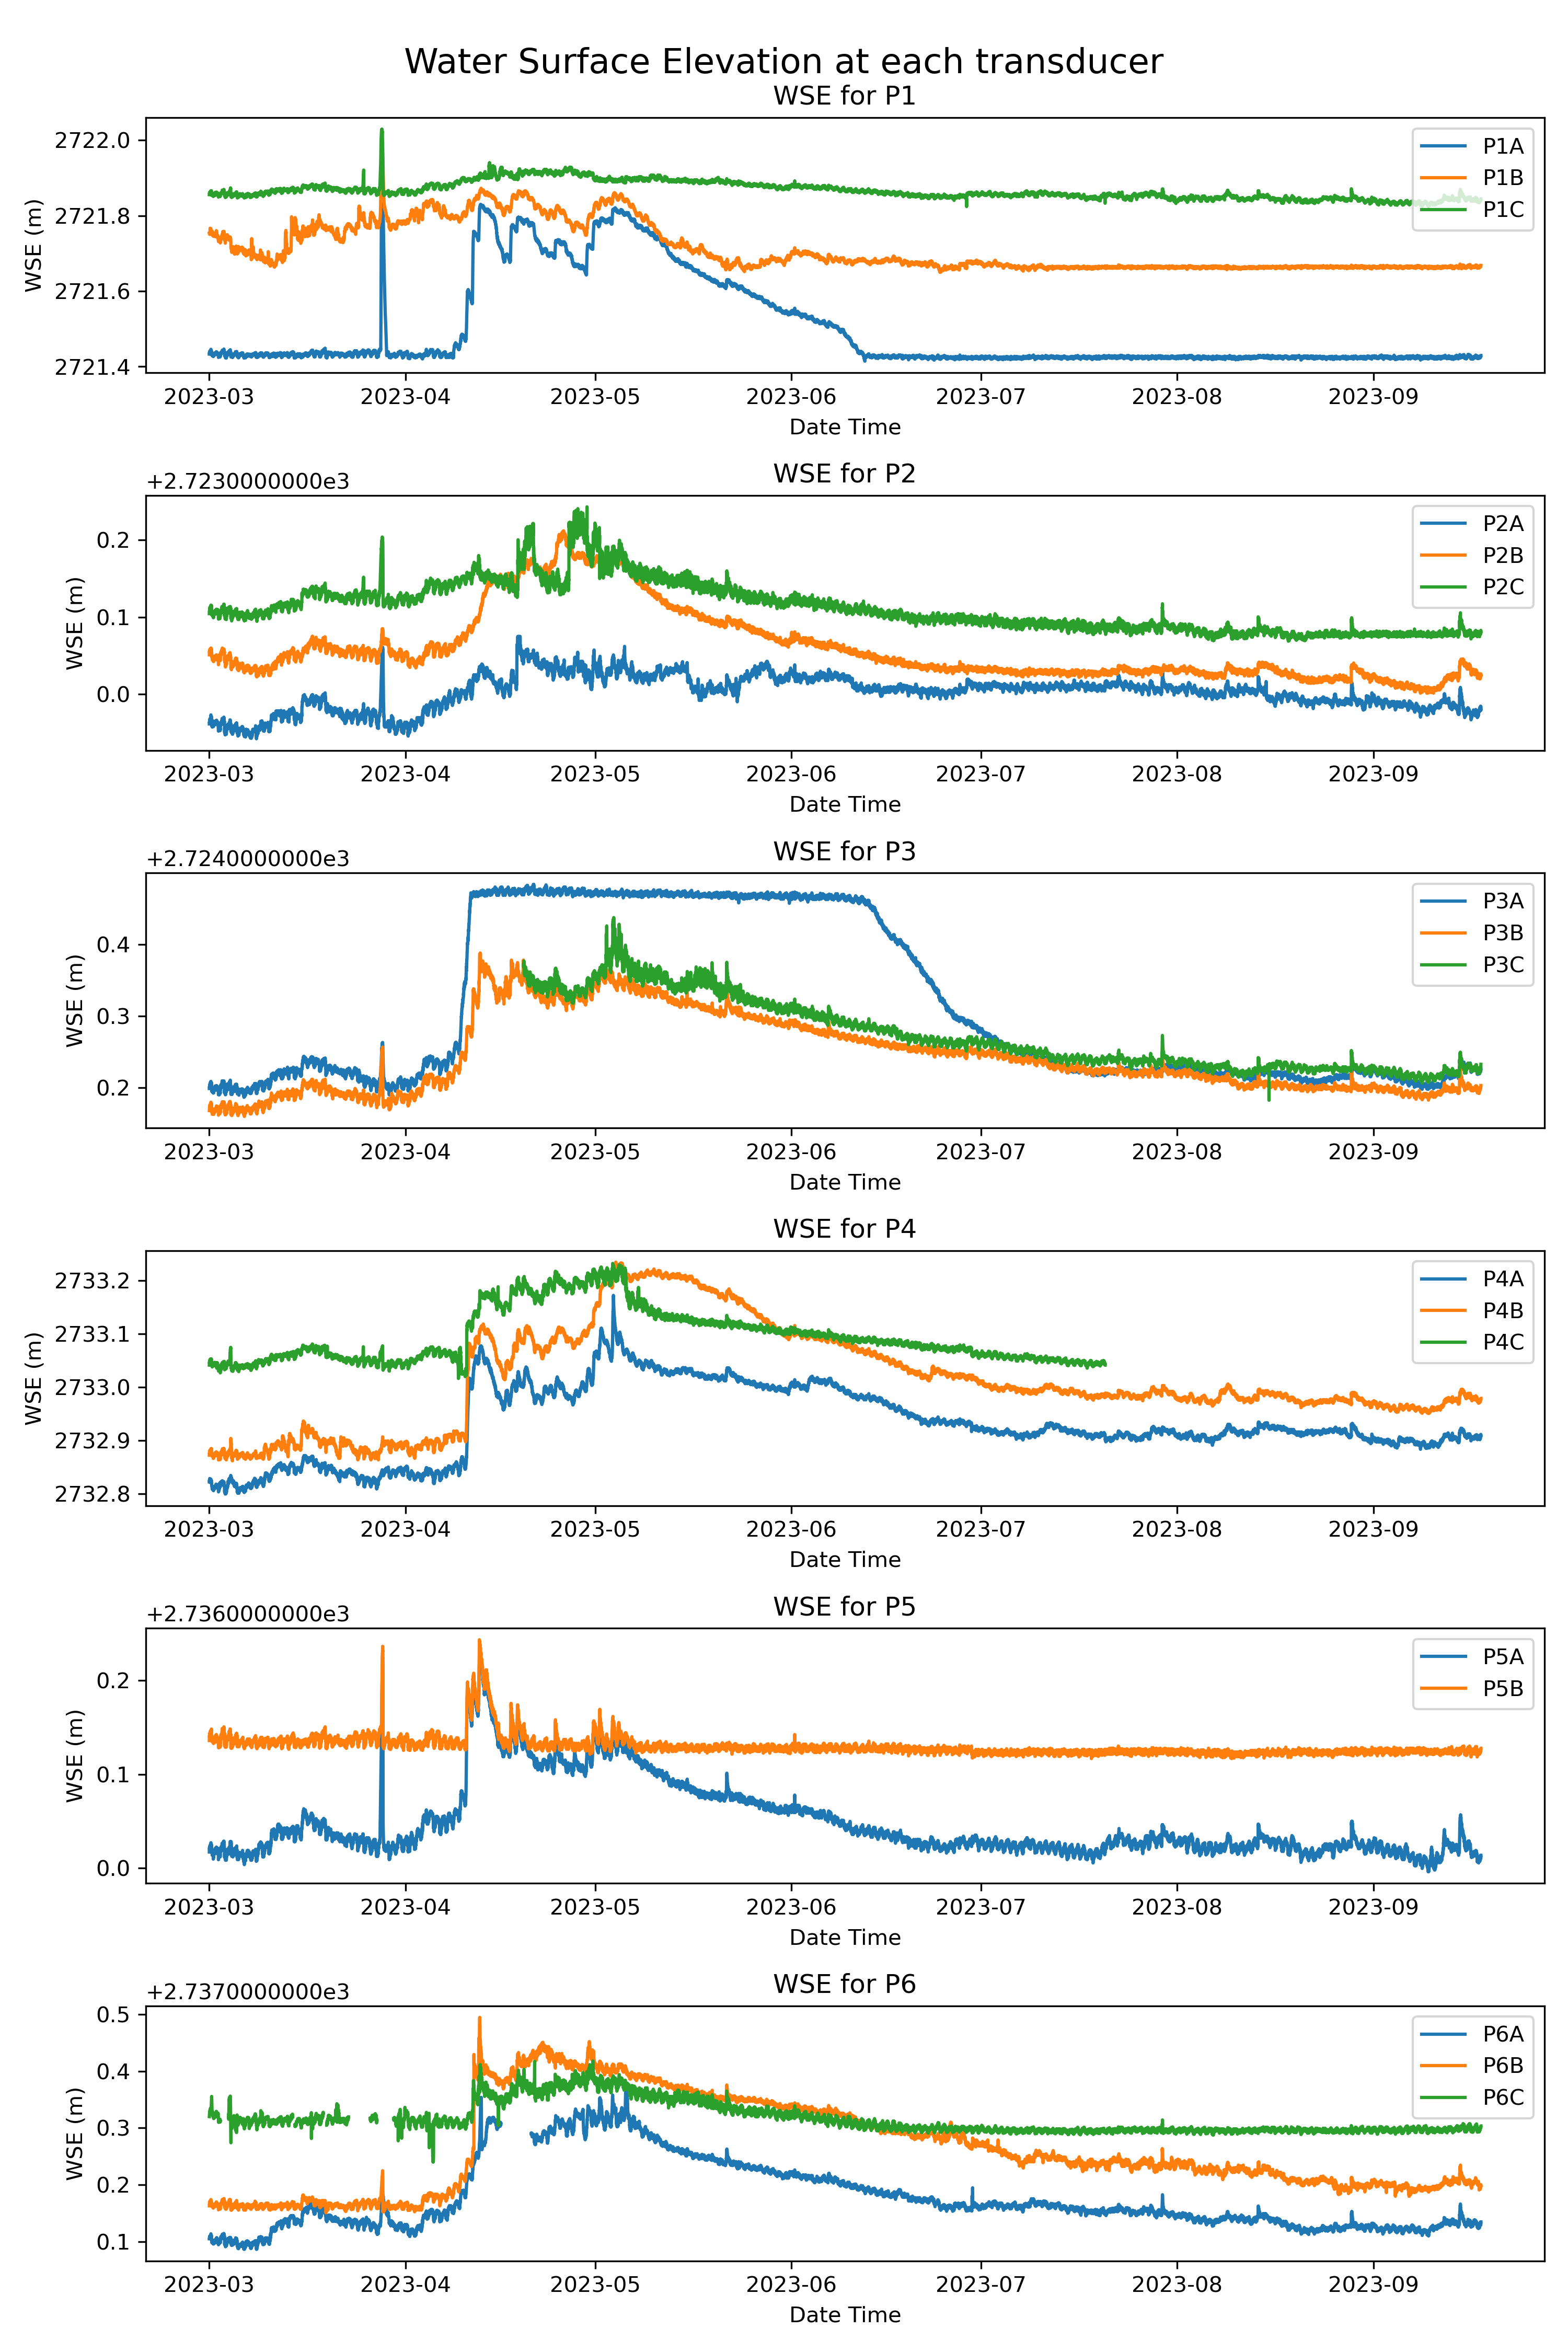 Water Surface Elevation at each transducer
WSE for P1
WSE (m)
2722.0
2721.8
2721.6
2721.4
P1A
P1B
P1C
2023-03 2023-04 2023-05 2023-06 2023-07 2023-08 2023-09
Date Time
WSE for P2
+2.7230000000e3
WSE (m)
0.2
0.1
0.0
P2A
P2B
P2C
2023-03 2023-04 2023-05 2023-06 2023-07 2023-08 2023-09
Date Time
WSE for P3
+2.7240000000e3
WSE (m)
0.4
0.3
0.2
P3A
P3B
P3C
2023-03 2023-04 2023-05 2023-06 2023-07 2023-08 2023-09
Date Time
WSE for P4
WSE (m)
2733.2
2733.1
2733.0
2732.9
2732.8
P4A
P4B
P4C
2023-03 2023-04 2023-05 2023-06 2023-07 2023-08 2023-09
Date Time
WSE for P5
+2.7360000000e3
WSE (m)
0.2
0.1
0.0
P5A
P5B
2023-03 2023-04 2023-05 2023-06 2023-07 2023-08 2023-09
Date Time
WSE for P6
+2.7370000000e3
WSE (m)
0.5
0.4
0.3
0.2
0.1
P6A
P6B
P6C
2023-03 2023-04 2023-05 2023-06 2023-07 2023-08 2023-09
Date Time